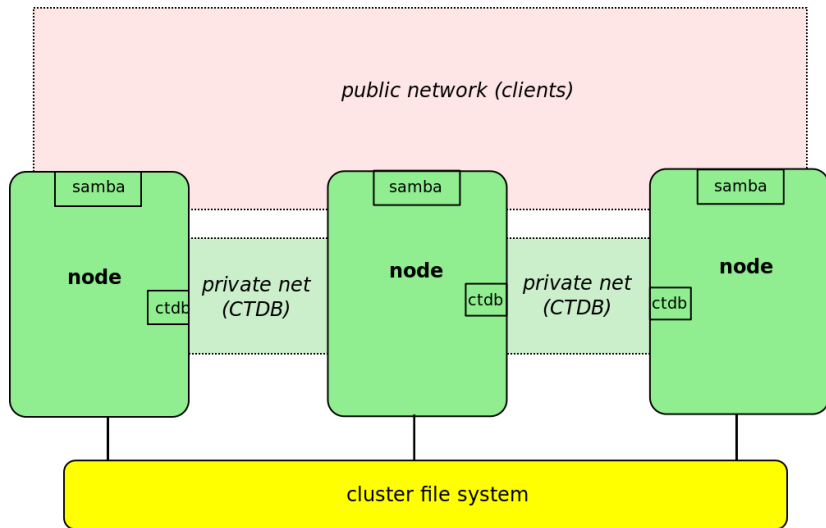 public network (clients)
samba
samba
samba
node
node
node
private net
(CTDB)
private net
(CTDB)
ctdb
ctdb
ctdb
cluster file system